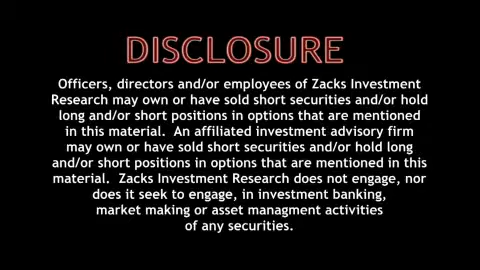 DISCLOSURE
Officers, directors and/or employees of Zacks Investment
Research may own or have sold short securities and/or hold
long and/or short positions in options that are mentioned
in this material.  An affiliated investment advisory firm
may own or have sold short securities and/or hold long
and/or short positions in options that are mentioned in this
material.  Zacks Investment Research does not engage, nor
does it seek to engage, in investment banking,
market making or asset managment activities
of any securities.